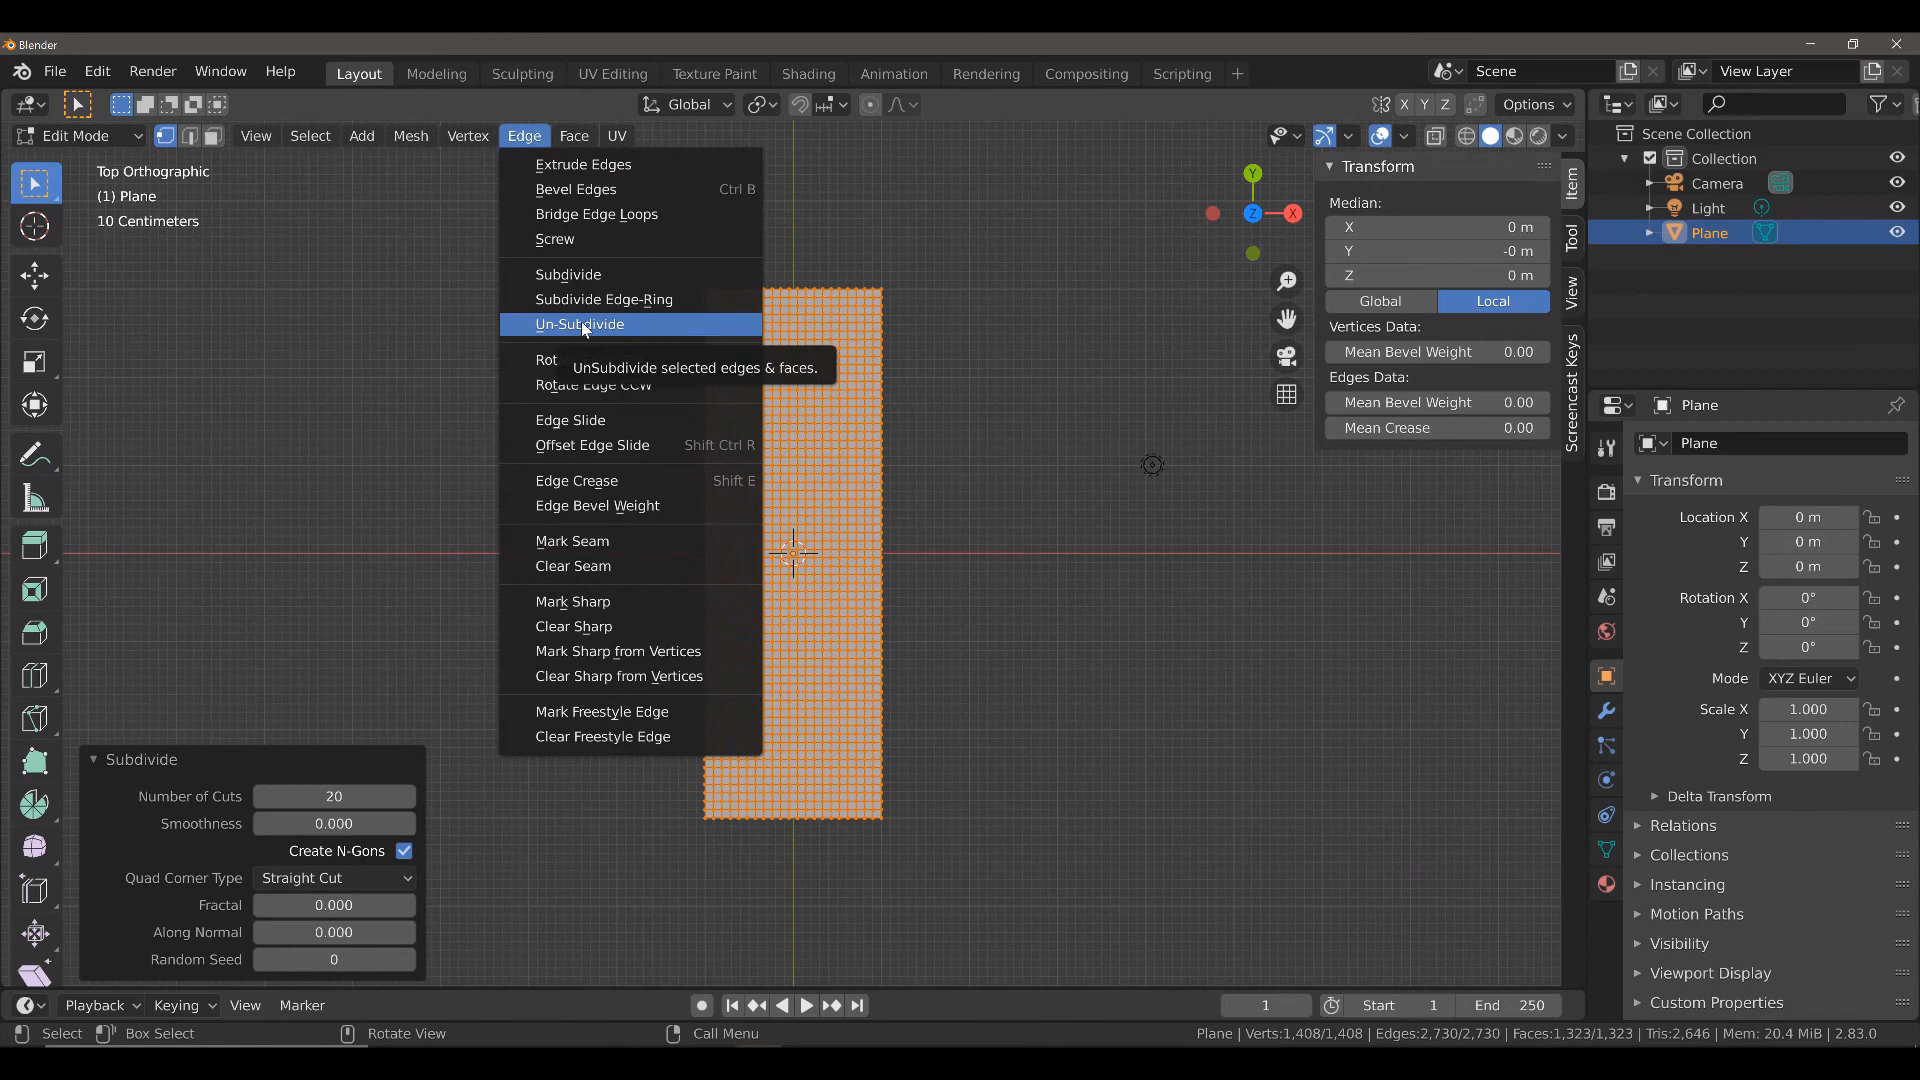 Blender
File Edit Render Window Help Layout Modeling Sculpting UV Editing Texture Paint Shading Animation Rendering Compositing Scripting + Scene View Layer
Global X Y Z Options
Edit Mode View Select Add Mesh Vertex Edge Face UV
Top Orthographic
(1) Plane
10 Centimeters
Extrude Edges
Bevel Edges Ctrl B
Bridge Edge Loops
Screw
Subdivide
Subdivide Edge-Ring
Un-Subdivide
UnSubdivide selected edges & faces.
Rot
Rotate Edge CCW
Edge Slide
Offset Edge Slide Shift Ctrl R
Edge Crease Shift E
Edge Bevel Weight
Mark Seam
Clear Seam
Mark Sharp
Clear Sharp
Mark Sharp from Vertices
Clear Sharp from Vertices
Mark Freestyle Edge
Clear Freestyle Edge
Y
Z X
Transform
Median:
X 0 m
Y -0 m
Z 0 m
Global Local
Vertices Data:
Mean Bevel Weight 0.00
Edges Data:
Mean Bevel Weight 0.00
Mean Crease 0.00
Item
Tool
View
Screencast Keys
Scene Collection
Collection
Camera
Light
Plane
Plane
Plane
Transform
Location X 0 m
Y 0 m
Z 0 m
Rotation X 0°
Y 0°
Z 0°
Mode XYZ Euler
Scale X 1.000
Y 1.000
Z 1.000
Delta Transform
Relations
Collections
Instancing
Motion Paths
Visibility
Viewport Display
Custom Properties
Subdivide
Number of Cuts 20
Smoothness 0.000
Create N-Gons
Quad Corner Type Straight Cut
Fractal 0.000
Along Normal 0.000
Random Seed 0
Playback Keying View Marker 1 Start 1 End 250
Select Box Select Rotate View Call Menu Plane | Verts:1,408/1,408 | Edges:2,730/2,730 | Faces:1,323/1,323 | Tris:2,646 | Mem: 20.4 MiB | 2.83.0